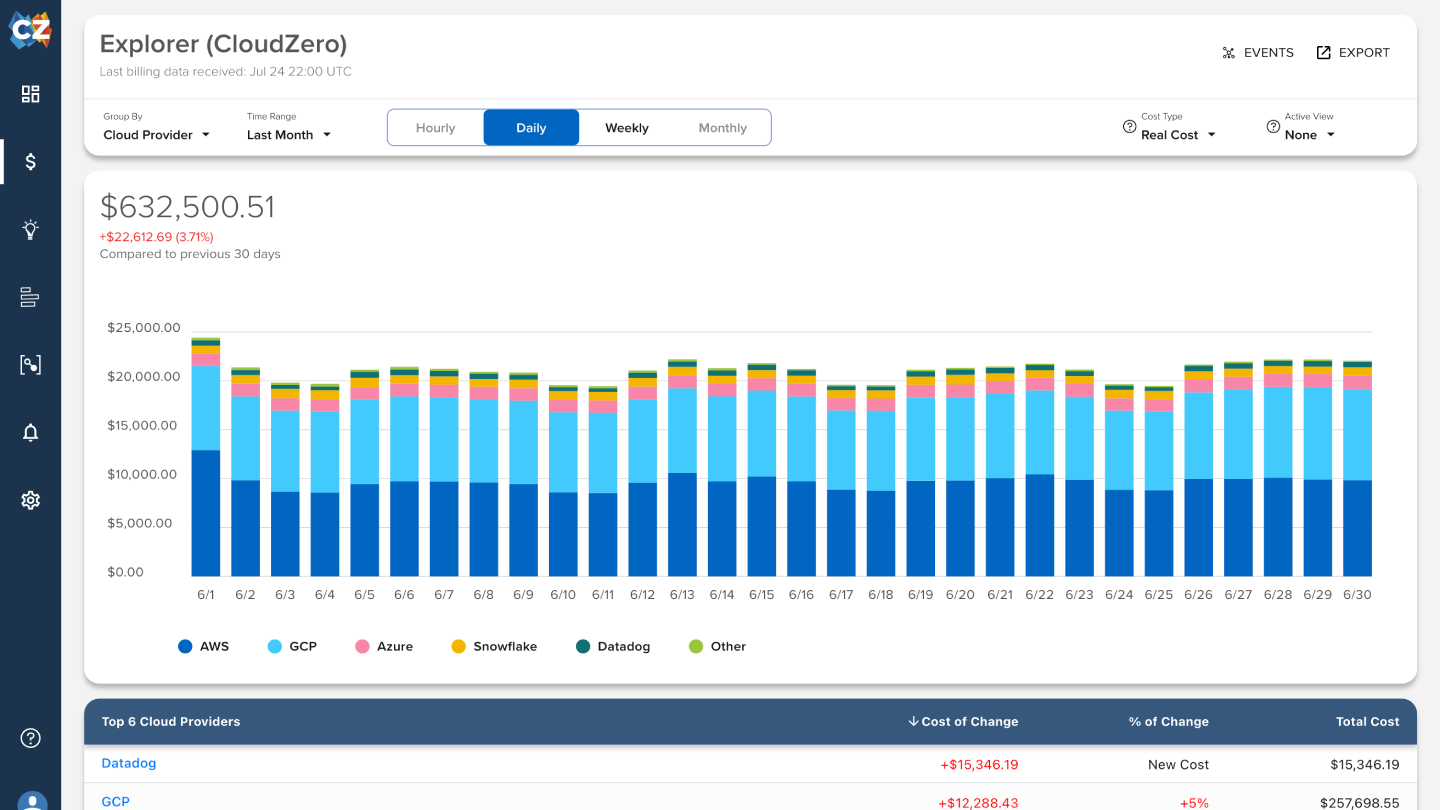 CZ
Explorer (CloudZero)
Last billing data received: Jul 24 22:00 UTC
EVENTS EXPORT
Group By
Cloud Provider
Time Range
Last Month
Hourly Daily Weekly Monthly
Cost Type
Real Cost
Active View
None
$632,500.51
+$22,612.69 (3.71%)
Compared to previous 30 days
$25,000.00
$20,000.00
$15,000.00
$10,000.00
$5,000.00
$0.00
6/1 6/2 6/3 6/4 6/5 6/6 6/7 6/8 6/9 6/10 6/11 6/12 6/13 6/14 6/15 6/16 6/17 6/18 6/19 6/20 6/21 6/22 6/23 6/24 6/25 6/26 6/27 6/28 6/29 6/30
AWS GCP Azure Snowflake Datadog Other
Top 6 Cloud Providers Cost of Change % of Change Total Cost
Datadog +$15,346.19 New Cost $15,346.19
GCP +$12,288.43 +5% $257,698.55